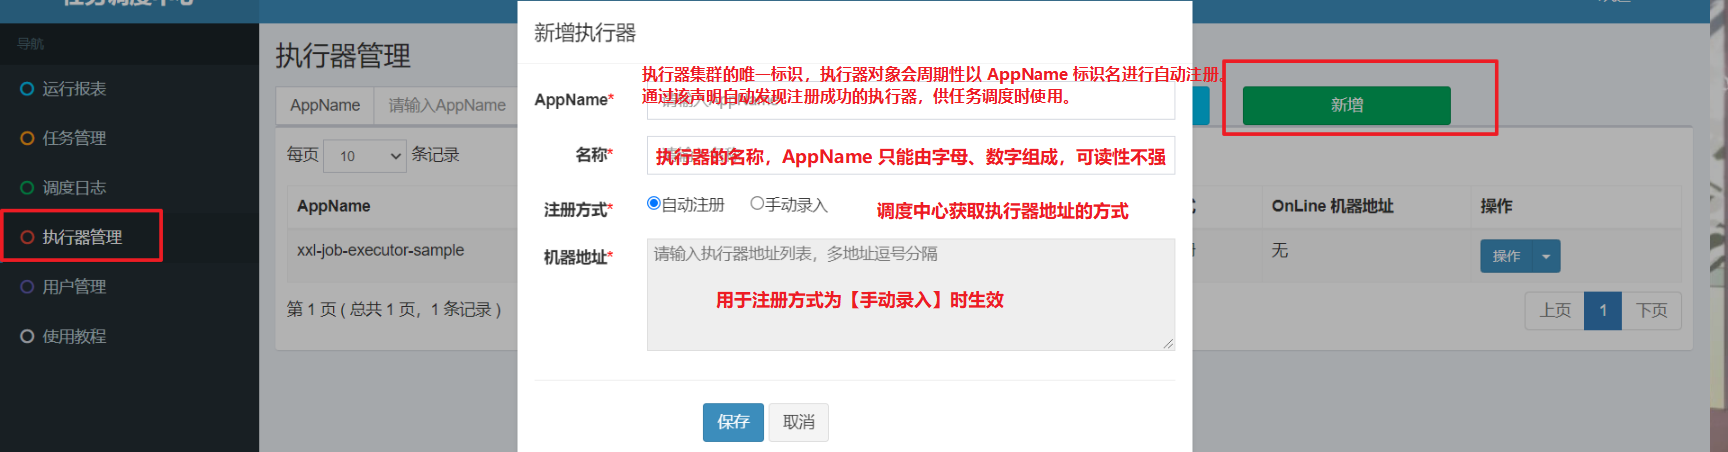 任务调度中心
导航
运行报表
任务管理
调度日志
执行器管理
用户管理
使用教程
执行器管理
AppName 请输入AppName
新增
每页 10 条记录
AppName OnLine 机器地址 操作
xxl-job-executor-sample 无 操作
第 1 页 ( 总共 1 页，1 条记录 )
上页 1 下页
新增执行器
执行器集群的唯一标识，执行器对象会周期性以 AppName 标识名进行自动注册。
通过该声明自动发现注册成功的执行器，供任务调度时使用。
AppName*
名称* 执行器的名称，AppName 只能由字母、数字组成，可读性不强
注册方式* 自动注册 手动录入 调度中心获取执行器地址的方式
机器地址* 请输入执行器地址列表，多地址逗号分隔
用于注册方式为【手动录入】时生效
保存 取消